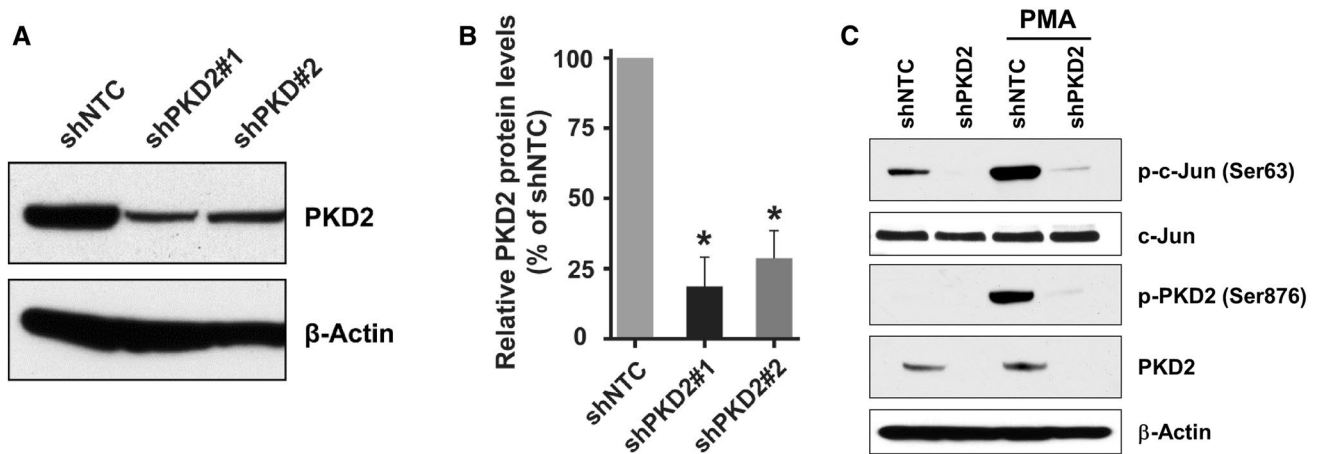 A
shNTC
shPKD2#1
shPKD#2
PKD2
β-Actin
B
Relative PKD2 protein levels
(% of shNTC)
100
75
50
25
0
*
*
shNTC
shPKD2#1
shPKD2#2
C
PMA
shNTC
shPKD2
shNTC
shPKD2
p-c-Jun (Ser63)
c-Jun
p-PKD2 (Ser876)
PKD2
β-Actin